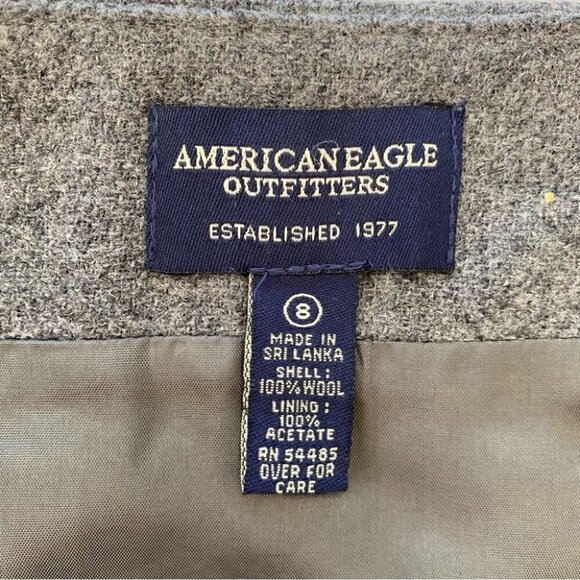 AMERICAN EAGLE
OUTFITTERS
ESTABLISHED 1977
8
MADE IN
SRI LANKA
SHELL:
100% WOOL
LINING:
100%
ACETATE
RN 54485
OVER FOR
CARE